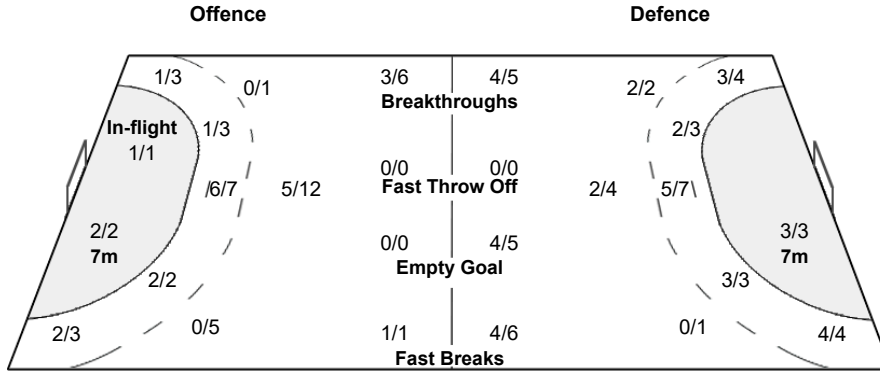 Offence Defence
1/3 0/1 3/6 4/5 2/2 3/4
Breakthroughs
In-flight 1/3 2/3
1/1
0/0 0/0
6/7 5/12 Fast Throw Off 2/4 5/7
2/2 0/0 4/5 3/3
7m Empty Goal 7m
2/2 3/3
2/3 0/5 1/1 4/6 0/1 4/4
Fast Breaks